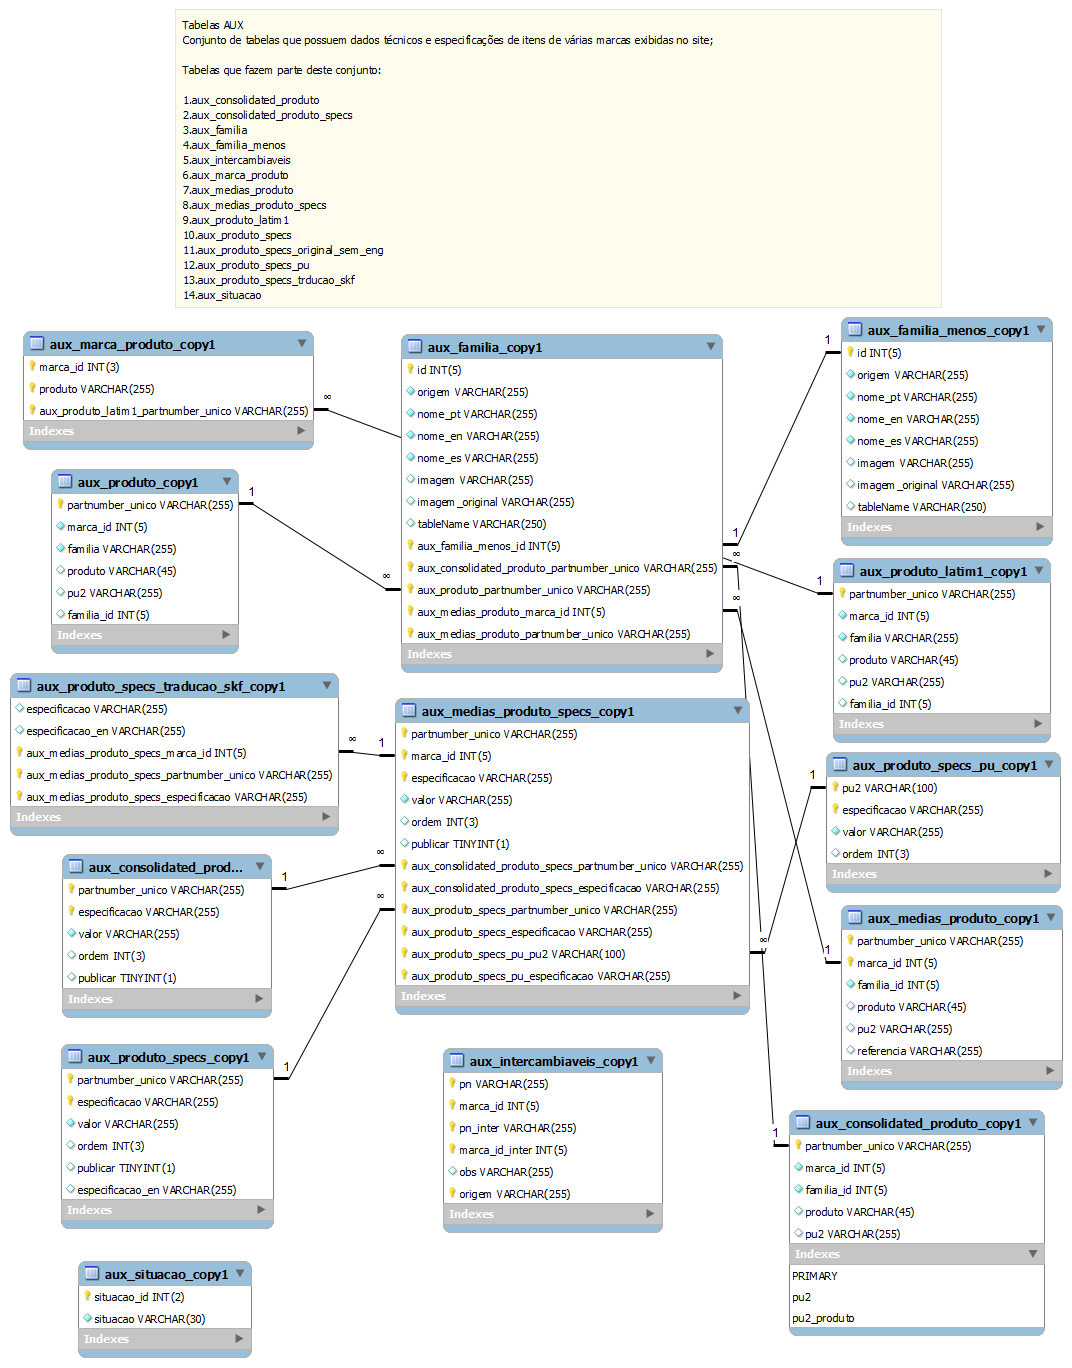 Tabelas AUX
Conjunto de tabelas que possuem dados técnicos e especificações de itens de várias marcas exibidas no site;
Tabelas que fazem parte deste conjunto:
1.aux_consolidated_produto
2.aux_consolidated_produto_specs
3.aux_familia
4.aux_familia_menos
5.aux_intercambiaveis
6.aux_marca_produto
7.aux_medias_produto
8.aux_medias_produto_specs
9.aux_produto_latim1
10.aux_produto_specs
11.aux_produto_specs_original_sem_eng
12.aux_produto_specs_pu
13.aux_produto_specs_trducao_skf
14.aux_situacao
aux_marca_produto_copy1
marca_id INT(3)
produto VARCHAR(255)
aux_produto_latim1_partnumber_unico VARCHAR(255)
Indexes
∞
aux_familia_copy1
id INT(5)
origem VARCHAR(255)
nome_pt VARCHAR(255)
nome_en VARCHAR(255)
nome_es VARCHAR(255)
imagem VARCHAR(255)
imagem_original VARCHAR(255)
tableName VARCHAR(250)
aux_familia_menos_id INT(5)
aux_consolidated_produto_partnumber_unico VARCHAR(255)
aux_produto_partnumber_unico VARCHAR(255)
aux_medias_produto_marca_id INT(5)
aux_medias_produto_partnumber_unico VARCHAR(255)
Indexes
1
∞
∞
1
aux_familia_menos_copy1
id INT(5)
origem VARCHAR(255)
nome_pt VARCHAR(255)
nome_en VARCHAR(255)
nome_es VARCHAR(255)
imagem VARCHAR(255)
imagem_original VARCHAR(255)
tableName VARCHAR(250)
Indexes
aux_produto_copy1
partnumber_unico VARCHAR(255)
marca_id INT(5)
familia VARCHAR(255)
produto VARCHAR(45)
pu2 VARCHAR(255)
familia_id INT(5)
Indexes
1
∞
1
aux_produto_latim1_copy1
partnumber_unico VARCHAR(255)
marca_id INT(5)
familia VARCHAR(255)
produto VARCHAR(45)
pu2 VARCHAR(255)
familia_id INT(5)
Indexes
aux_produto_specs_traducao_skf_copy1
especificacao VARCHAR(255)
especificacao_en VARCHAR(255)
aux_medias_produto_specs_marca_id INT(5)
aux_medias_produto_specs_partnumber_unico VARCHAR(255)
aux_medias_produto_specs_especificacao VARCHAR(255)
Indexes
∞
1
aux_medias_produto_specs_copy1
partnumber_unico VARCHAR(255)
marca_id INT(5)
especificacao VARCHAR(255)
valor VARCHAR(255)
ordem INT(3)
publicar TINYINT(1)
aux_consolidated_produto_specs_partnumber_unico VARCHAR(255)
aux_consolidated_produto_specs_especificacao VARCHAR(255)
aux_produto_specs_partnumber_unico VARCHAR(255)
aux_produto_specs_especificacao VARCHAR(255)
aux_produto_specs_pu_pu2 VARCHAR(100)
aux_produto_specs_pu_especificacao VARCHAR(255)
Indexes
∞
1
aux_produto_specs_pu_copy1
pu2 VARCHAR(100)
especificacao VARCHAR(255)
valor VARCHAR(255)
ordem INT(3)
Indexes
aux_consolidated_prod...
partnumber_unico VARCHAR(255)
especificacao VARCHAR(255)
valor VARCHAR(255)
ordem INT(3)
publicar TINYINT(1)
Indexes
1
∞
∞
1
aux_medias_produto_copy1
partnumber_unico VARCHAR(255)
marca_id INT(5)
familia_id INT(5)
produto VARCHAR(45)
pu2 VARCHAR(255)
referencia VARCHAR(255)
Indexes
aux_produto_specs_copy1
partnumber_unico VARCHAR(255)
especificacao VARCHAR(255)
valor VARCHAR(255)
ordem INT(3)
publicar TINYINT(1)
especificacao_en VARCHAR(255)
Indexes
1
aux_intercambiaveis_copy1
pn VARCHAR(255)
marca_id INT(5)
pn_inter VARCHAR(255)
marca_id_inter INT(5)
obs VARCHAR(255)
origem VARCHAR(255)
Indexes
1
aux_consolidated_produto_copy1
partnumber_unico VARCHAR(255)
marca_id INT(5)
familia_id INT(5)
produto VARCHAR(45)
pu2 VARCHAR(255)
Indexes
PRIMARY
pu2
pu2_produto
aux_situacao_copy1
situacao_id INT(2)
situacao VARCHAR(30)
Indexes